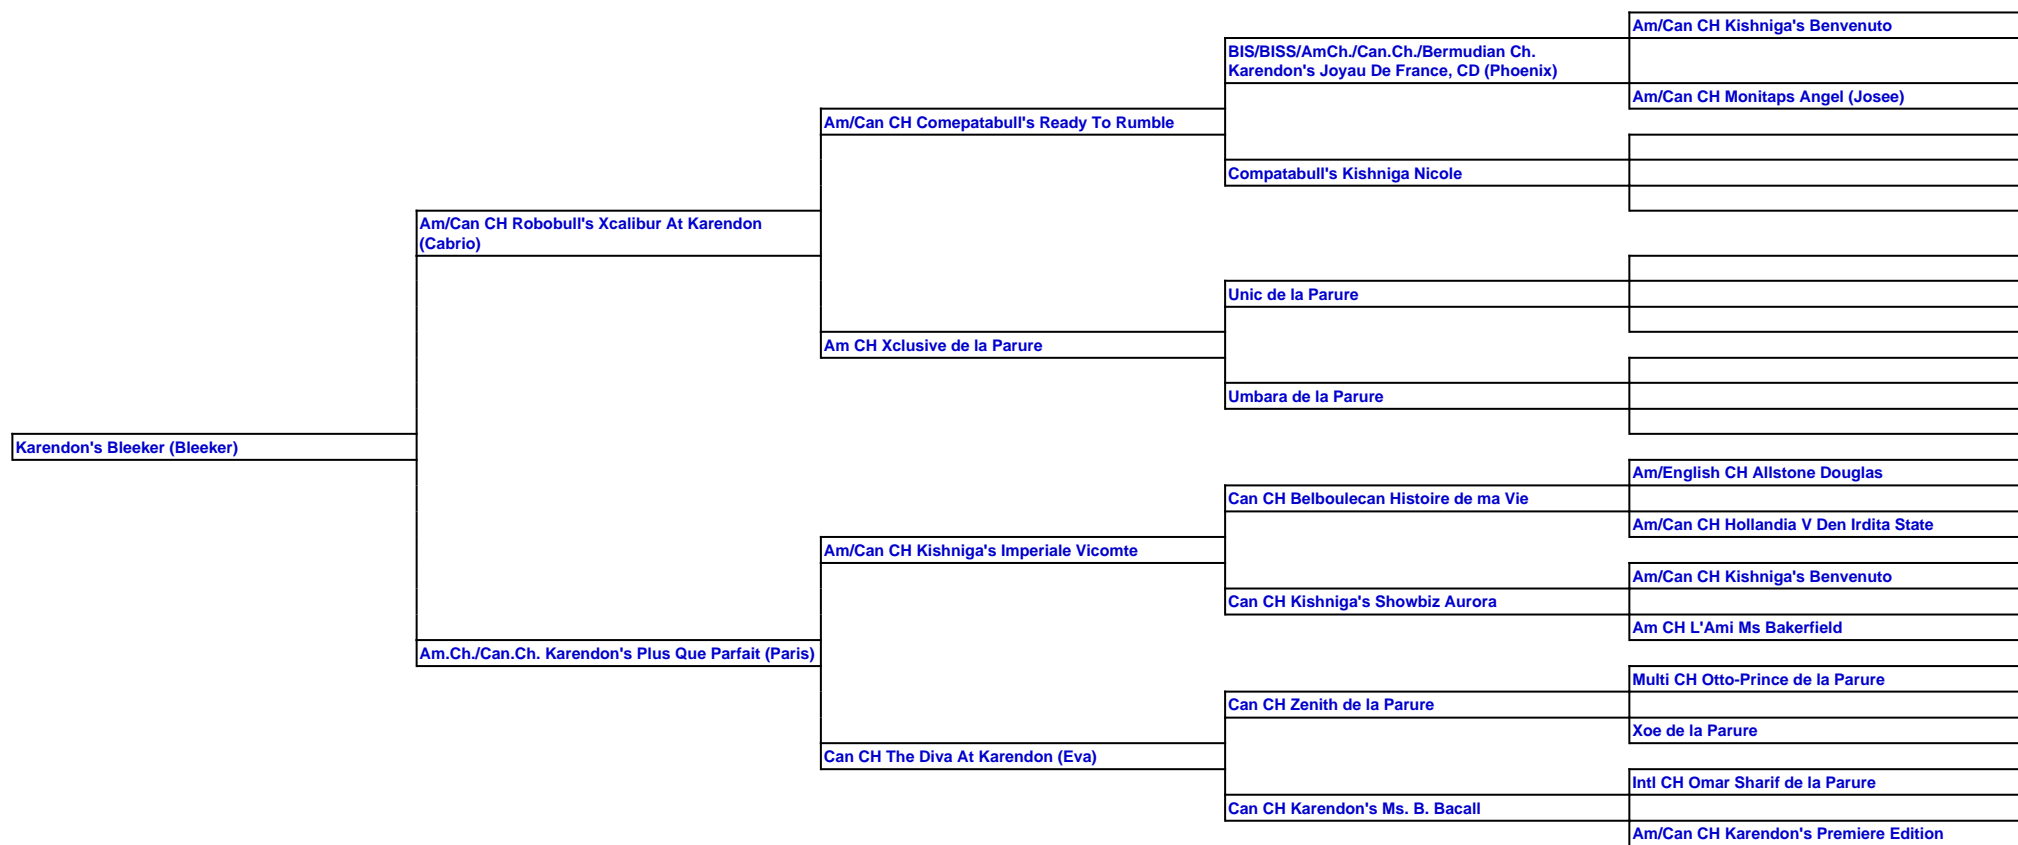 Am/Can CH Kishniga's Benvenuto
BIS/BISS/AmCh./Can.Ch./Bermudian Ch.
Karendon's Joyau De France, CD (Phoenix)
Am/Can CH Monitaps Angel (Josee)
Am/Can CH Comepatabull's Ready To Rumble
Compatabull's Kishniga Nicole
Am/Can CH Robobull's Xcalibur At Karendon
(Cabrio)
Unic de la Parure
Am CH Xclusive de la Parure
Umbara de la Parure
Karendon's Bleeker (Bleeker)
Am/English CH Allstone Douglas
Can CH Belboulecan Histoire de ma Vie
Am/Can CH Hollandia V Den Irdita State
Am/Can CH Kishniga's Imperiale Vicomte
Am/Can CH Kishniga's Benvenuto
Can CH Kishniga's Showbiz Aurora
Am CH L'Ami Ms Bakerfield
Am.Ch./Can.Ch. Karendon's Plus Que Parfait (Paris)
Multi CH Otto-Prince de la Parure
Can CH Zenith de la Parure
Xoe de la Parure
Can CH The Diva At Karendon (Eva)
Intl CH Omar Sharif de la Parure
Can CH Karendon's Ms. B. Bacall
Am/Can CH Karendon's Premiere Edition